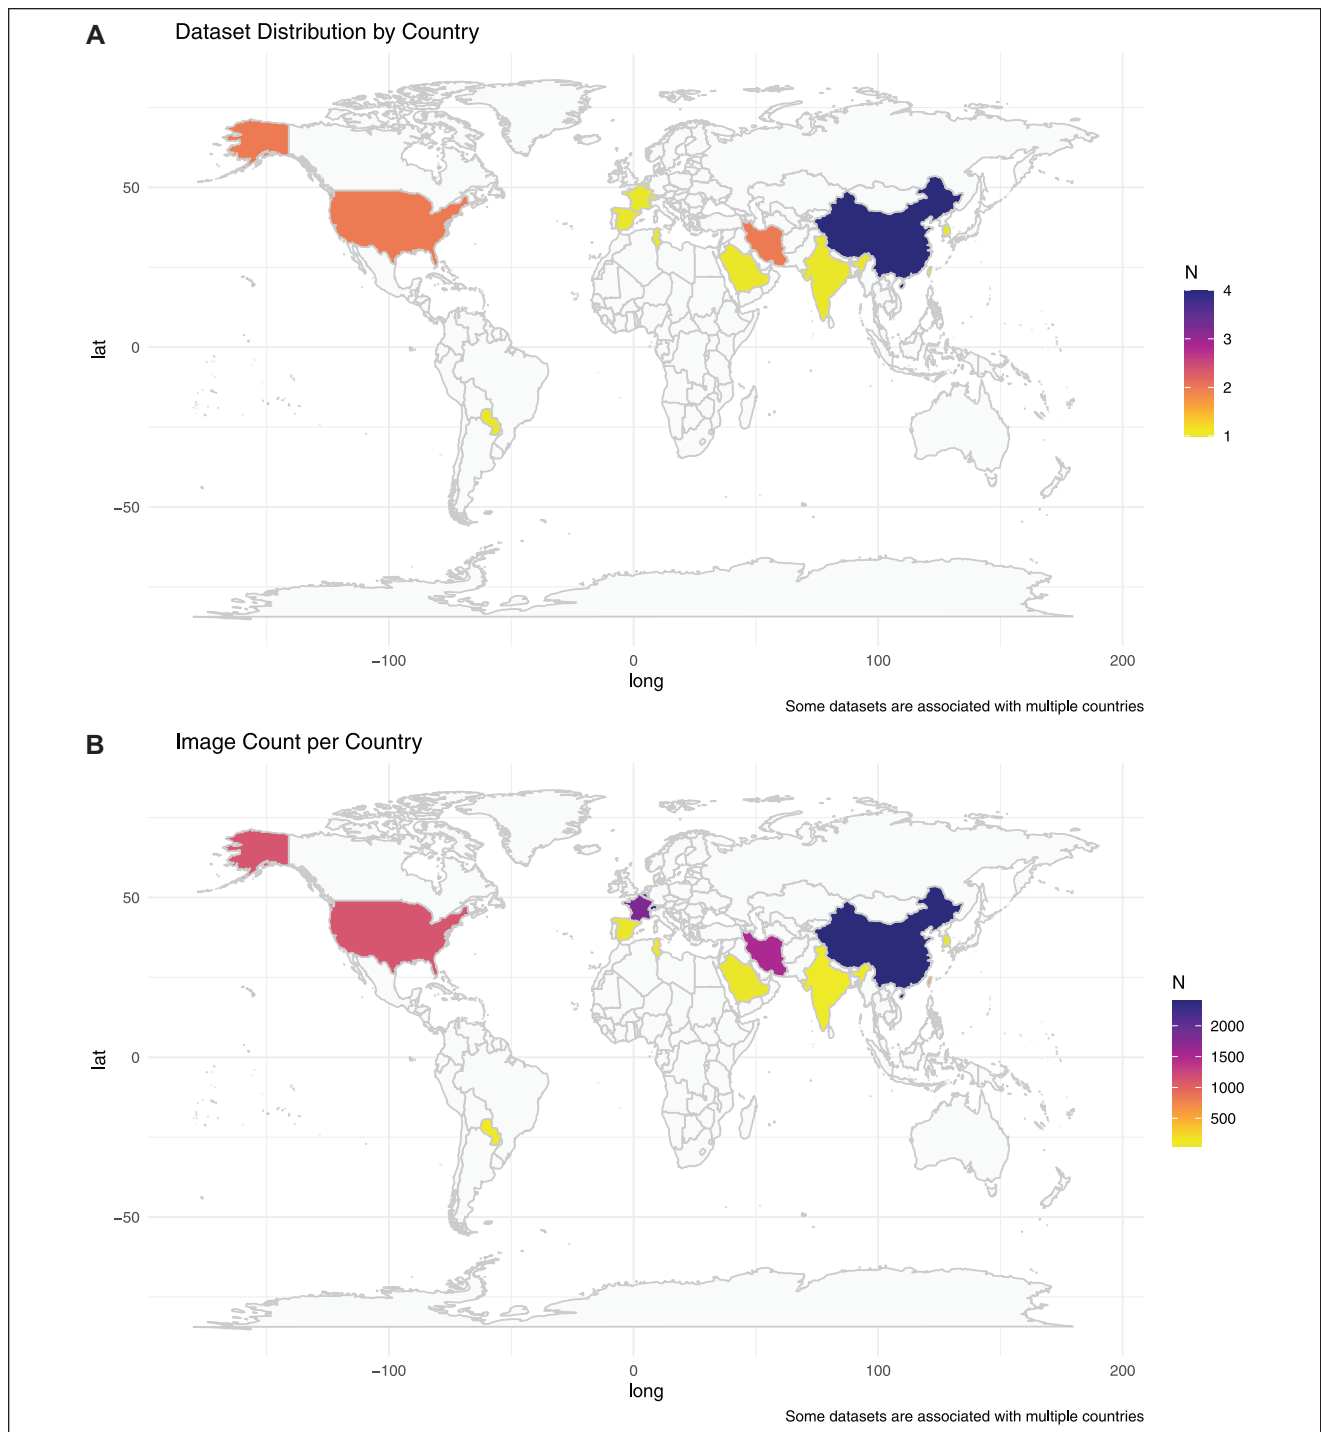 A
Dataset Distribution by Country
50
0
−50
lat
−100 0 100 200
long
Some datasets are associated with multiple countries
N
4
3
2
1
B
Image Count per Country
50
0
−50
lat
−100 0 100 200
long
Some datasets are associated with multiple countries
N
2000
1500
1000
500